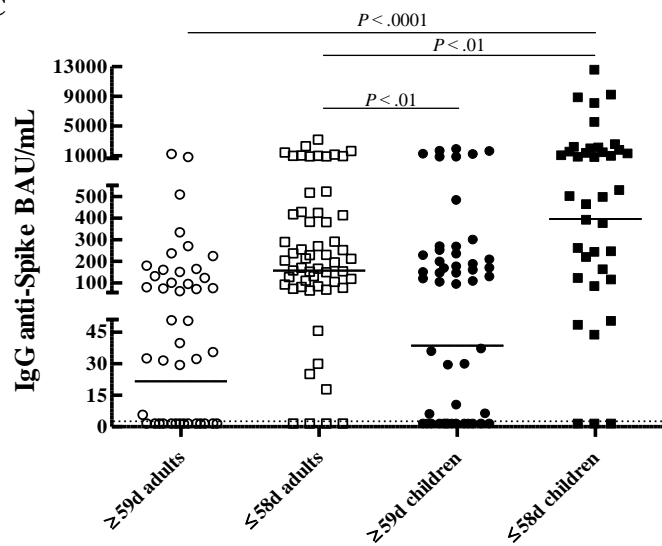 P < .0001
P < .01
P < .01
IgG anti-Spike BAU/mL
13000
9000
5000
1000
500
400
300
200
100
45
30
15
0
≥59d adults
≤58d adults
≥59d children
≤58d children